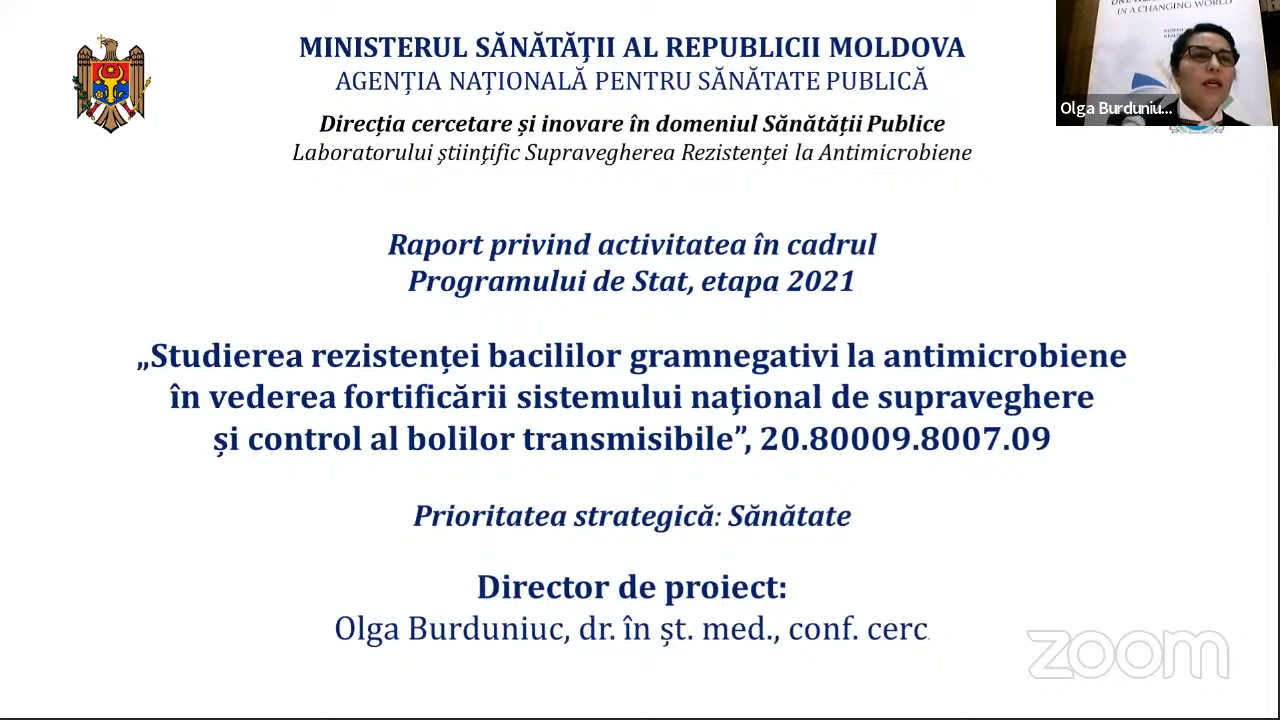 MINISTERUL SĂNĂTĂȚII AL REPUBLICII MOLDOVA
AGENȚIA NAȚIONALĂ PENTRU SĂNĂTATE PUBLICĂ
Direcția cercetare și inovare în domeniul Sănătății Publice
Laboratorului științific Supravegherea Rezistenței la Antimicrobiene
IN A CHANGING WORLD
Olga Burduniu...
Raport privind activitatea în cadrul
Programului de Stat, etapa 2021
„Studierea rezistenței bacililor gramnegativi la antimicrobiene
în vederea fortificării sistemului național de supraveghere
și control al bolilor transmisibile”, 20.80009.8007.09
Prioritatea strategică: Sănătate
Director de proiect:
Olga Burduniuc, dr. în șt. med., conf. cerc.
zoom